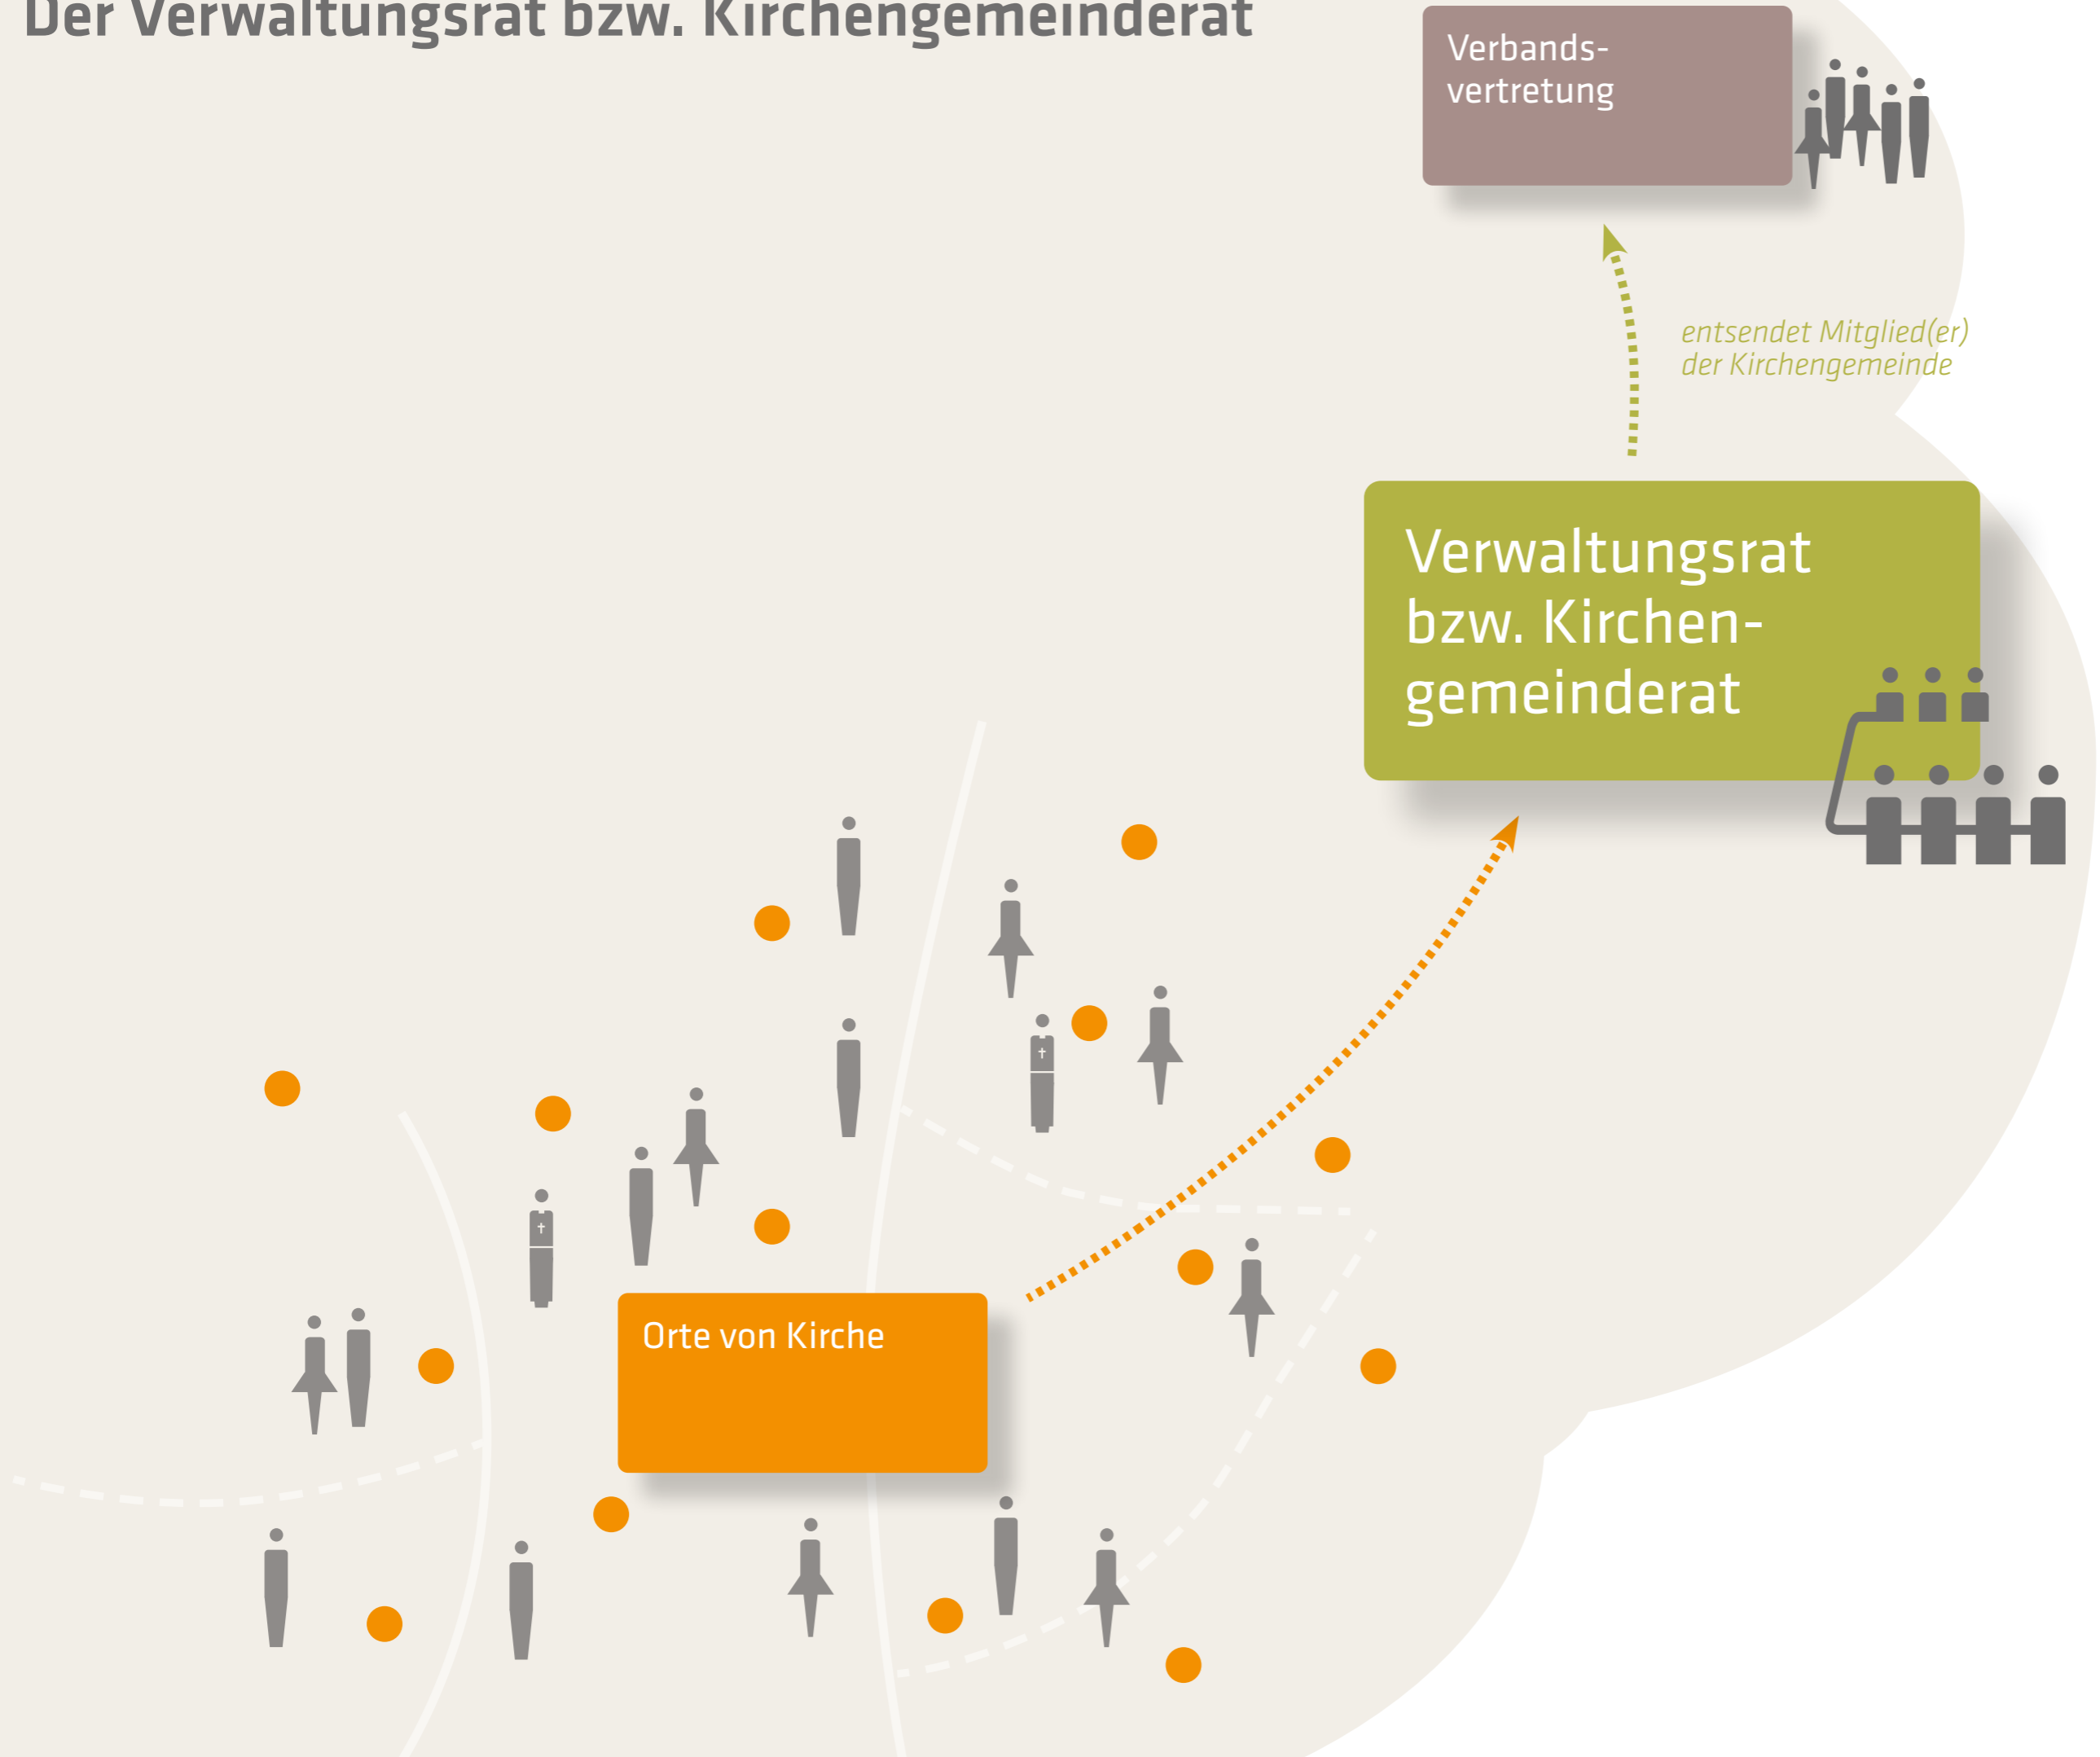 Der Verwaltungsrat bzw. Kirchengemeinderat
Verbands-
vertretung
entsendet Mitglied(er)
der Kirchengemeinde
Verwaltungsrat
bzw. Kirchen-
gemeinderat
Orte von Kirche